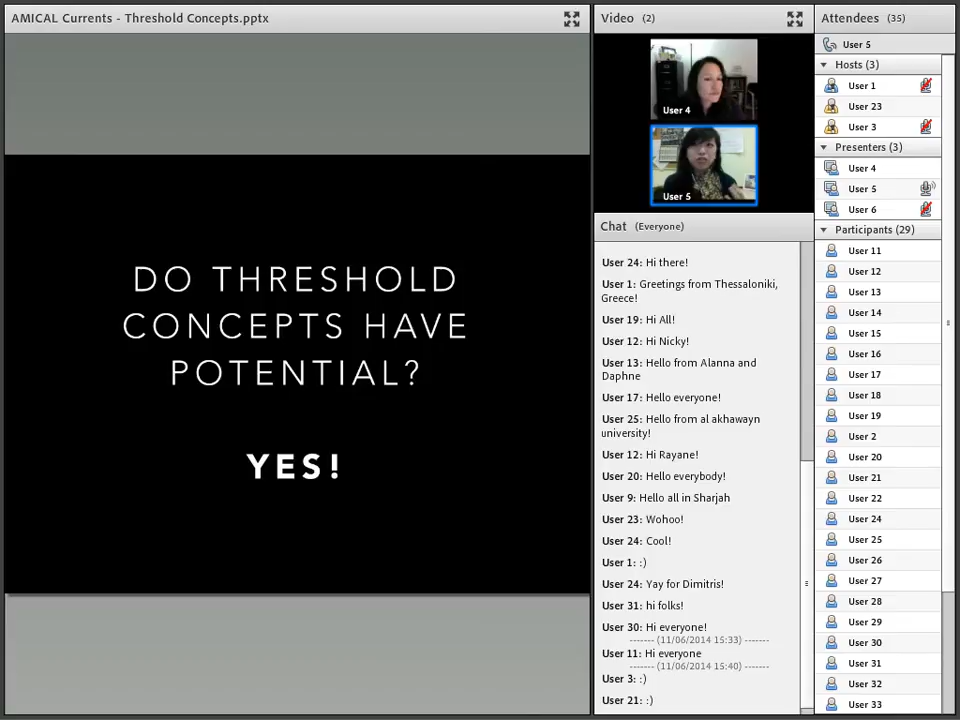 AMICAL Currents - Threshold Concepts.pptx
DO THRESHOLD
CONCEPTS HAVE
POTENTIAL?
YES!
Video (2)
User 4
User 5
Chat (Everyone)
User 24: Hi there!
User 1: Greetings from Thessaloniki,
Greece!
User 19: Hi All!
User 12: Hi Nicky!
User 13: Hello from Alanna and
Daphne
User 17: Hello everyone!
User 25: Hello from al akhawayn
university!
User 12: Hi Rayane!
User 20: Hello everybody!
User 9: Hello all in Sharjah
User 23: Wohoo!
User 24: Cool!
User 1: :)
User 24: Yay for Dimitris!
User 31: hi folks!
User 30: Hi everyone!
------- (11/06/2014 15:33) -------
User 11: Hi everyone
------- (11/06/2014 15:40) -------
User 3: :)
User 21: :)
Attendees (35)
User 5
Hosts (3)
User 1
User 23
User 3
Presenters (3)
User 4
User 5
User 6
Participants (29)
User 11
User 12
User 13
User 14
User 15
User 16
User 17
User 18
User 19
User 2
User 20
User 21
User 22
User 24
User 25
User 26
User 27
User 28
User 29
User 30
User 31
User 32
User 33